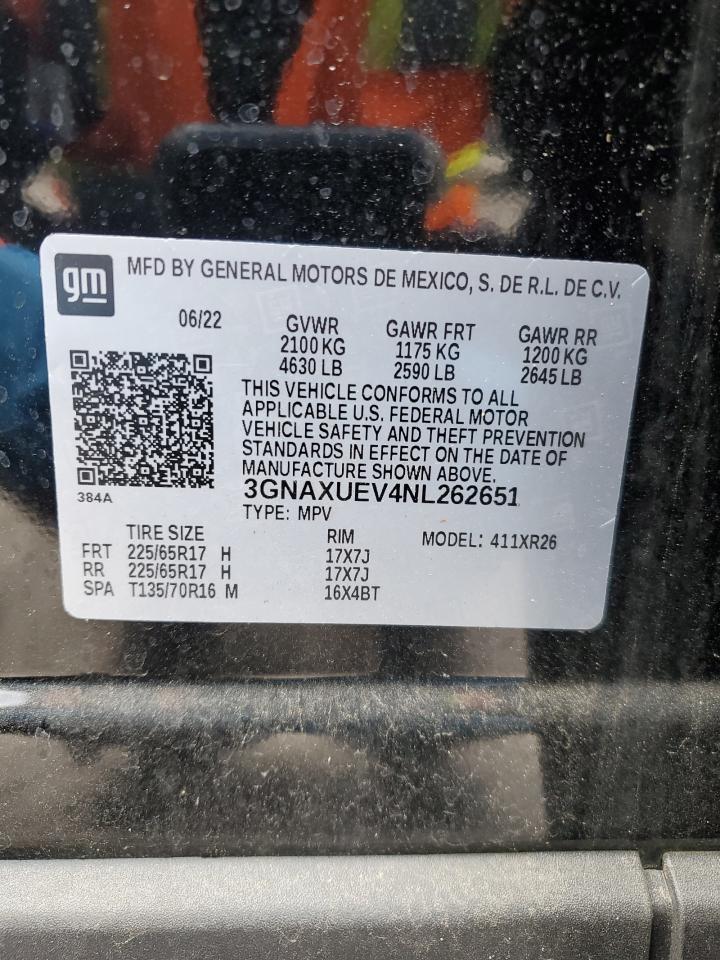 gm MFD BY GENERAL MOTORS DE MEXICO, S. DE R.L. DE C.V.
06/22 GVWR GAWR FRT GAWR RR
2100 KG 1175 KG 1200 KG
4630 LB 2590 LB 2645 LB
THIS VEHICLE CONFORMS TO ALL
APPLICABLE U.S. FEDERAL MOTOR
VEHICLE SAFETY AND THEFT PREVENTION
STANDARDS IN EFFECT ON THE DATE OF
MANUFACTURE SHOWN ABOVE.
384A 3GNAXUEV4NL262651
TYPE: MPV
TIRE SIZE RIM MODEL: 411XR26
FRT 225/65R17 H 17X7J
RR 225/65R17 H 17X7J
SPA T135/70R16 M 16X4BT